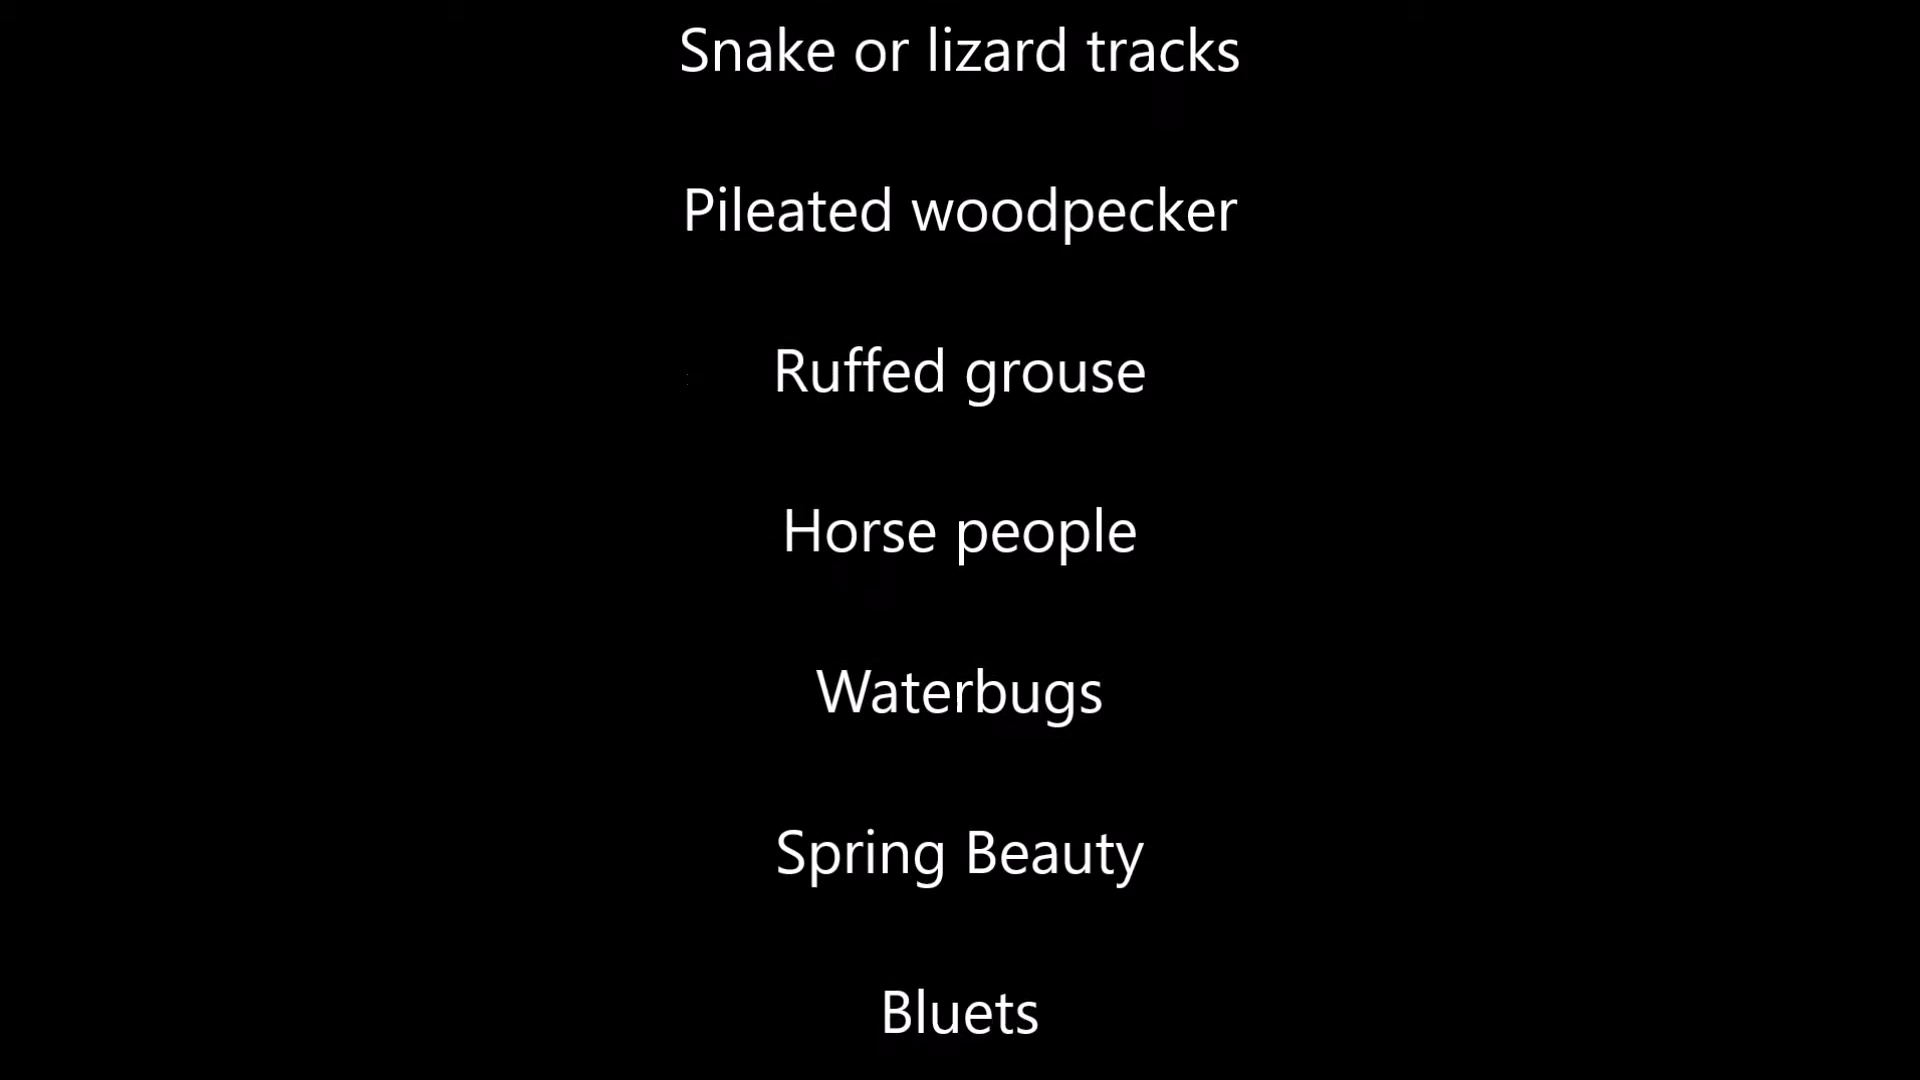 Snake or lizard tracks
Pileated woodpecker
Ruffed grouse
Horse people
Waterbugs
Spring Beauty
Bluets